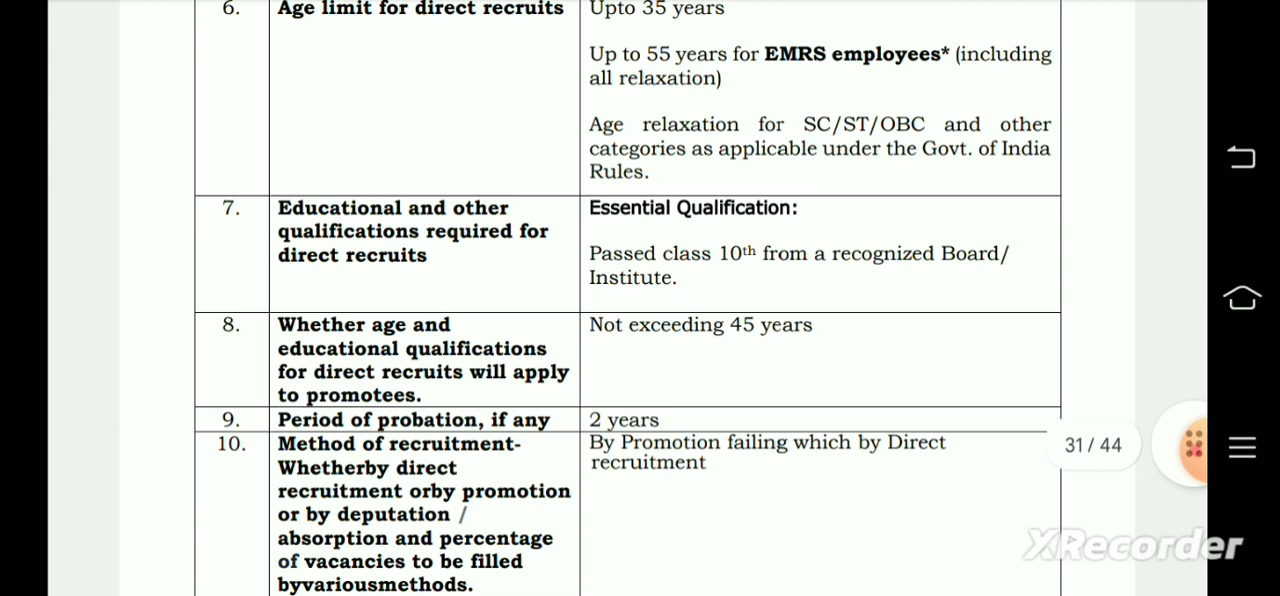 6. Age limit for direct recruits Upto 35 years
Up to 55 years for EMRS employees* (including
all relaxation)
Age relaxation for SC/ST/OBC and other
categories as applicable under the Govt. of India
Rules.
7. Educational and other
qualifications required for
direct recruits
Essential Qualification:
Passed class 10th from a recognized Board/
Institute.
8. Whether age and
educational qualifications
for direct recruits will apply
to promotees.
Not exceeding 45 years
9. Period of probation, if any 2 years
10. Method of recruitment-
Whetherby direct
recruitment orby promotion
or by deputation /
absorption and percentage
of vacancies to be filled
byvariousmethods.
By Promotion failing which by Direct
recruitment
31 / 44
XRecorder